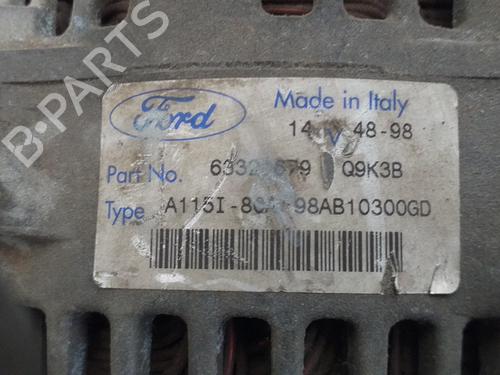 B-PARTS
Ford Made in Italy
14 V 48-98
Part No. Q9K3B
Type 98AB10300GD